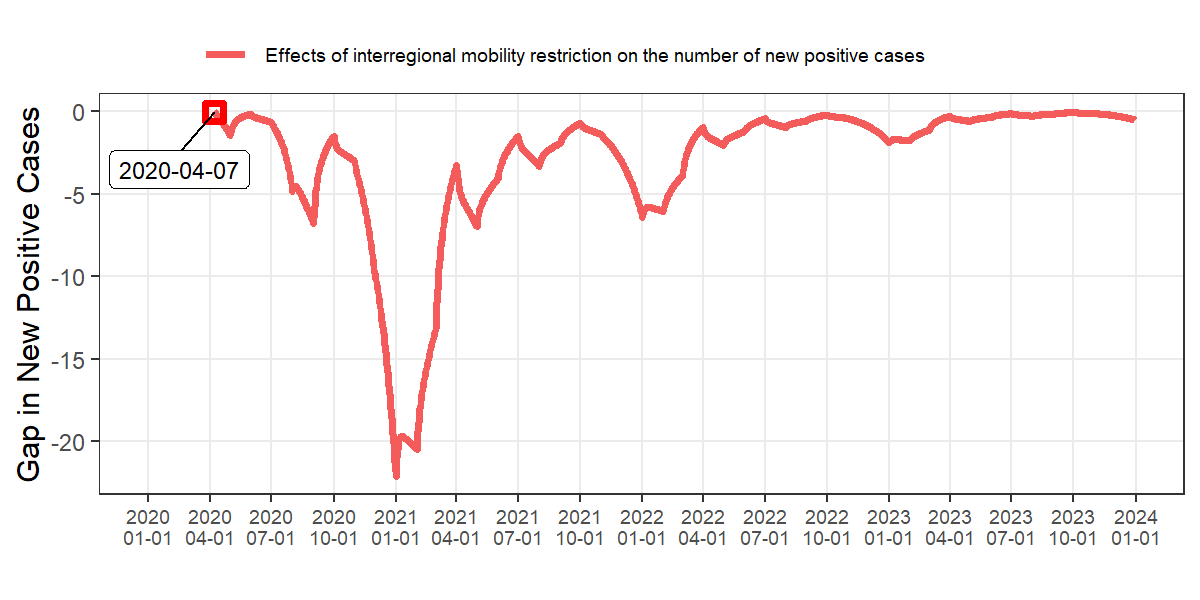 Effects of interregional mobility restriction on the number of new positive cases
Gap in New Positive Cases
0
-5
-10
-15
-20
2020-04-07
2020 2020 2020 2020 2021 2021 2021 2021 2022 2022 2022 2022 2023 2023 2023 2023 2024
01-01 04-01 07-01 10-01 01-01 04-01 07-01 10-01 01-01 04-01 07-01 10-01 01-01 04-01 07-01 10-01 01-01